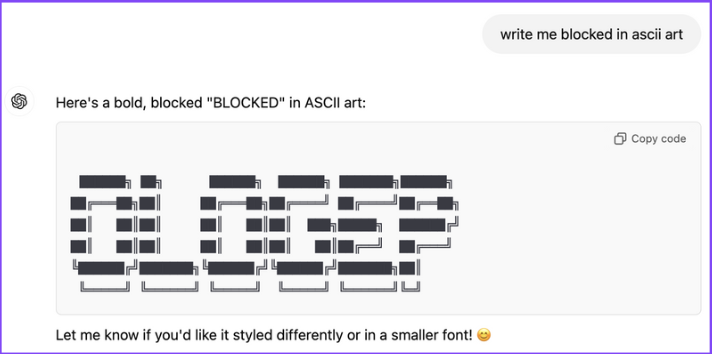 write me blocked in ascii art
Here's a bold, blocked "BLOCKED" in ASCII art:
Copy code
OLOGEP
Let me know if you'd like it styled differently or in a smaller font! 😊